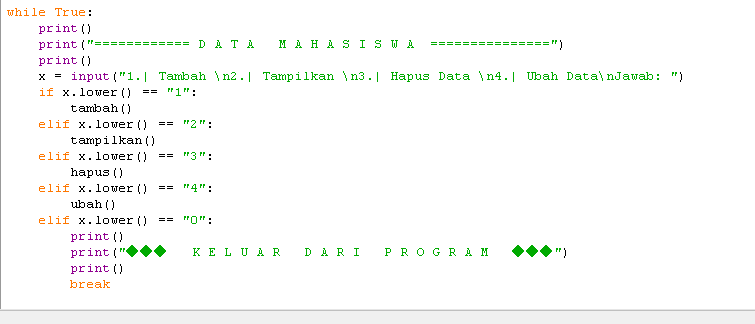 while True:
    print()
    print("============ D A T A   M A H A S I S W A ===============")
    print()
    x = input("1.| Tambah \n2.| Tampilkan \n3.| Hapus Data \n4.| Ubah Data\nJawab: ")
    if x.lower() == "1":
        tambah()
    elif x.lower() == "2":
        tampilkan()
    elif x.lower() == "3":
        hapus()
    elif x.lower() == "4":
        ubah()
    elif x.lower() == "0":
        print()
        print("◆◆◆   K E L U A R   D A R I   P R O G R A M   ◆◆◆")
        print()
        break